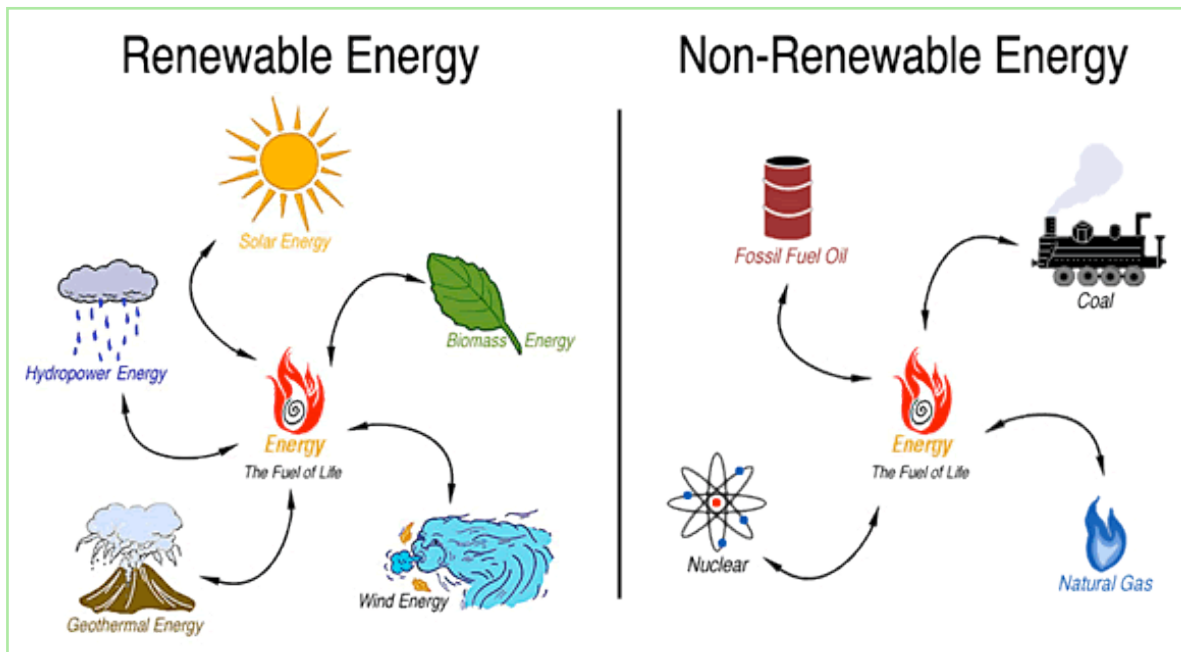 Renewable Energy
Solar Energy
Biomass Energy
Hydropower Energy
Energy
The Fuel of Life
Geothermal Energy
Wind Energy
Non-Renewable Energy
Fossil Fuel Oil
Coal
Energy
The Fuel of Life
Nuclear
Natural Gas